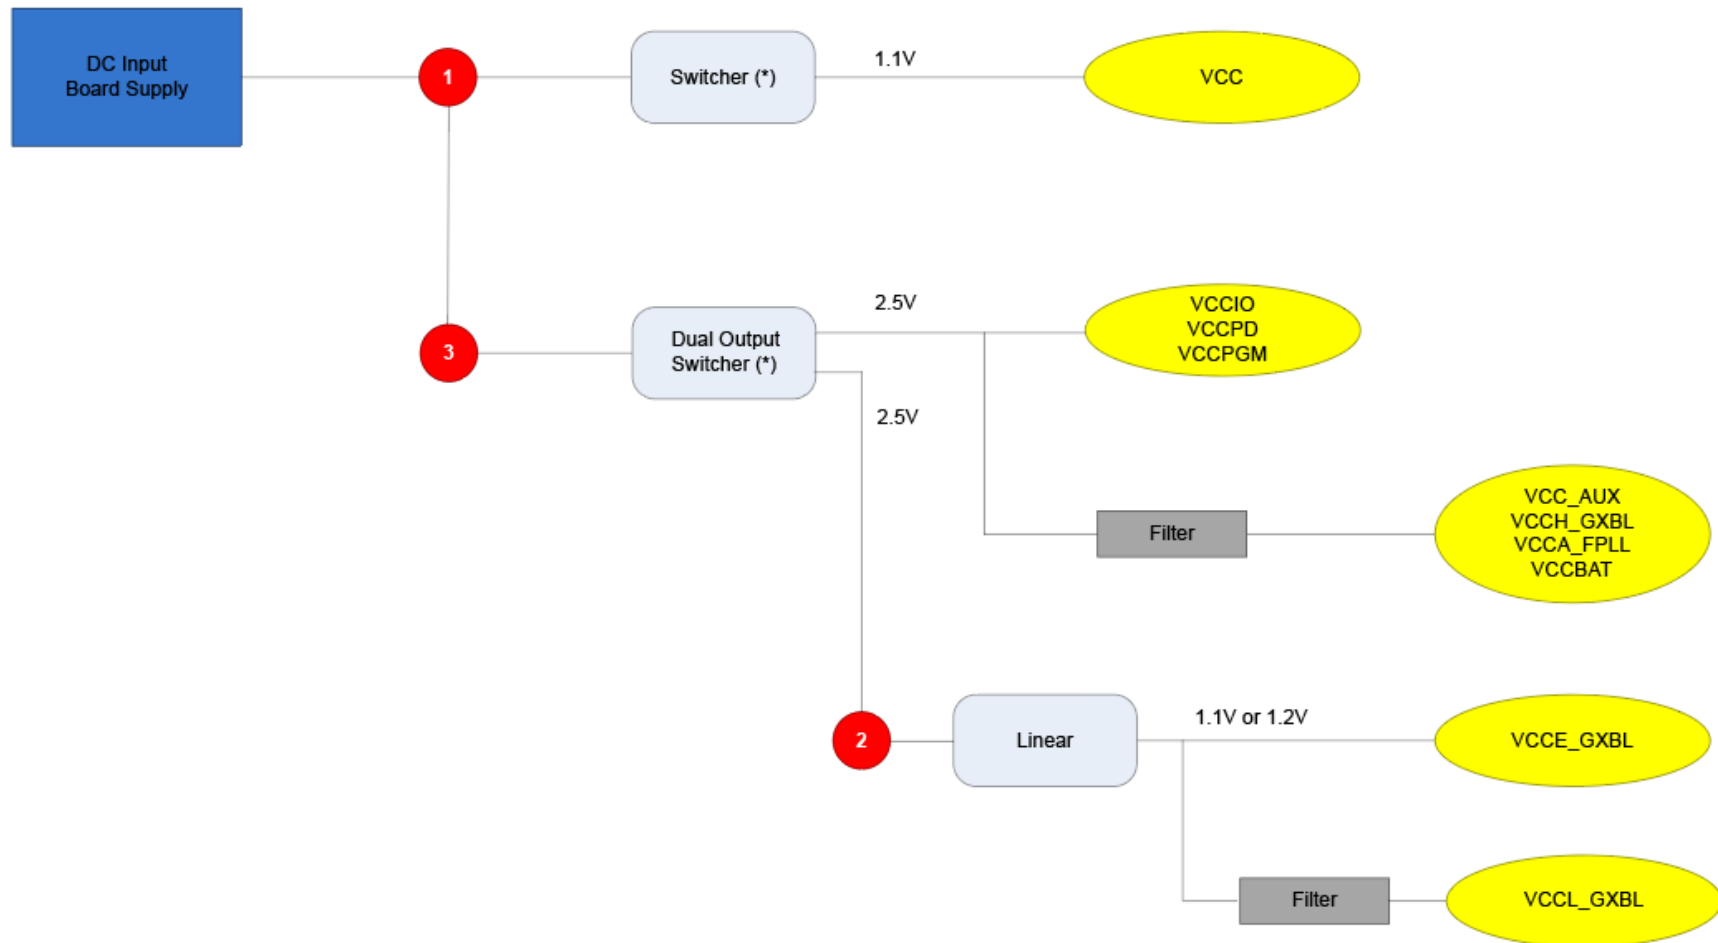 DC Input
Board Supply
1
Switcher (*)
1.1V
VCC
3
Dual Output
Switcher (*)
2.5V
VCCIO
VCCPD
VCCPGM
2.5V
Filter
VCC_AUX
VCCH_GXBL
VCCA_FPLL
VCCBAT
2
Linear
1.1V or 1.2V
VCCE_GXBL
Filter
VCCL_GXBL